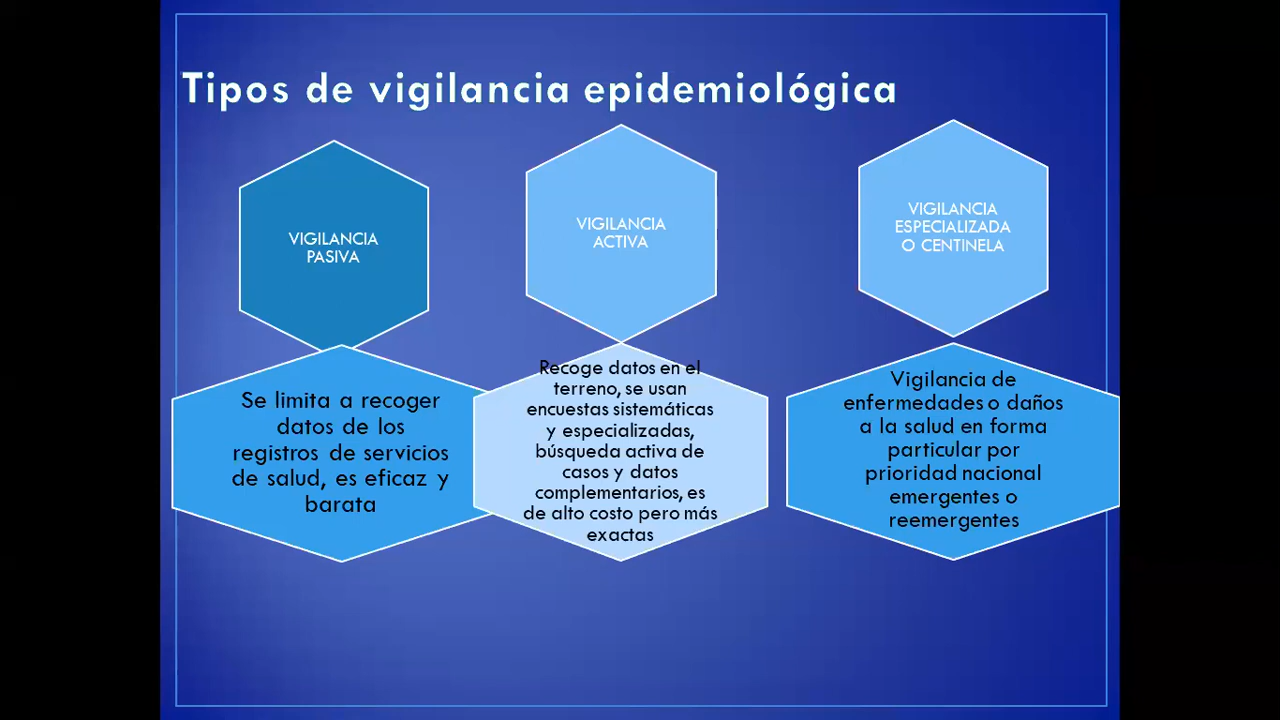 Tipos de vigilancia epidemiológica
VIGILANCIA
PASIVA
VIGILANCIA
ACTIVA
VIGILANCIA
ESPECIALIZADA
O CENTINELA
Se limita a recoger
datos de los
registros de servicios
de salud, es eficaz y
barata
Recoge datos en el
terreno, se usan
encuestas sistemáticas
y especializadas,
búsqueda activa de
casos y datos
complementarios, es
de alto costo pero más
exactas
Vigilancia de
enfermedades o daños
a la salud en forma
particular por
prioridad nacional
emergentes o
reemergentes